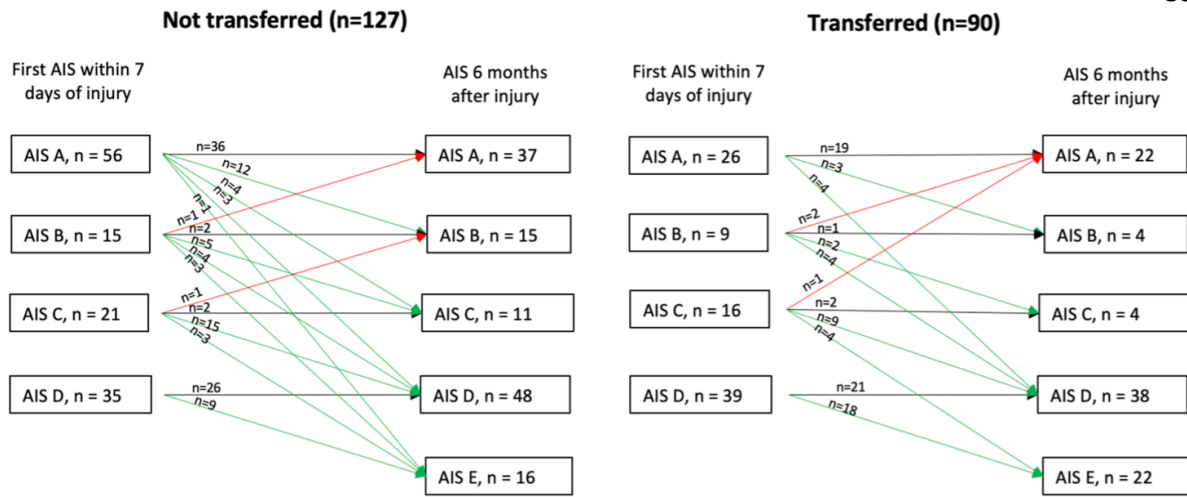 Not transferred (n=127)
First AIS within 7
days of injury
AIS 6 months
after injury
AIS A, n = 56
n=36
n=12
n=4
n=3
n=1
AIS A, n = 37
AIS B, n = 15
n=1
n=2
n=5
n=4
n=3
AIS B, n = 15
AIS C, n = 21
n=1
n=2
n=15
n=3
AIS C, n = 11
AIS D, n = 35
n=26
n=9
AIS D, n = 48
AIS E, n = 16
Transferred (n=90)
First AIS within 7
days of injury
AIS 6 months
after injury
AIS A, n = 26
n=19
n=3
n=4
AIS A, n = 22
AIS B, n = 9
n=2
n=1
n=2
n=4
AIS B, n = 4
AIS C, n = 16
n=1
n=2
n=9
n=4
AIS C, n = 4
AIS D, n = 39
n=21
n=18
AIS D, n = 38
AIS E, n = 22